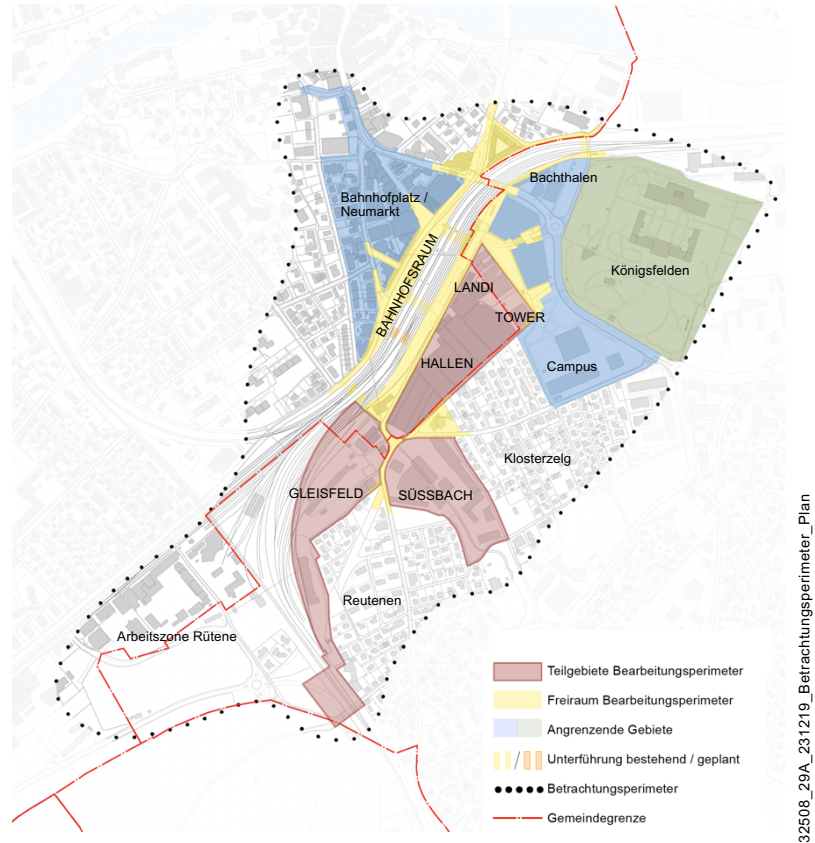 Bachthalen
Bahnhofplatz /
Neumarkt
Königsfelden
BAHNHOFSRAUM
LANDI
TOWER
HALLEN
Campus
Klosterzelg
GLEISFELD
SÜSSBACH
Reutenen
Arbeitszone Rütene
Teilgebiete Bearbeitungsperimeter
Freiraum Bearbeitungsperimeter
Angrenzende Gebiete
Unterführung bestehend / geplant
Betrachtungsperimeter
Gemeindegrenze
32508_29A_231219_Betrachtungsperimeter_Plan